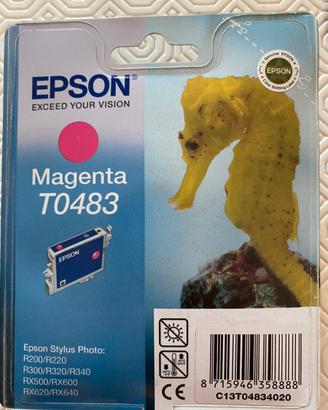 EPSON®
EXCEED YOUR VISION
EPSON
Magenta
T0483
EPSON
Epson Stylus Photo:
R200/R220
R300/R320/R340
RX500/RX600
RX620/RX640
CE
8 715946 358888
C13T04834020